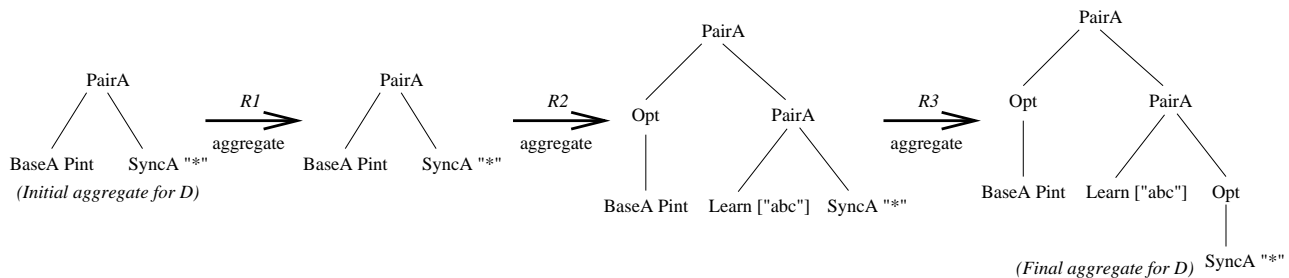 PairA
BaseA Pint SyncA "*"
(Initial aggregate for D)
R1
aggregate
PairA
BaseA Pint SyncA "*"
R2
aggregate
PairA
Opt PairA
BaseA Pint Learn ["abc"] SyncA "*"
R3
aggregate
PairA
Opt PairA
BaseA Pint Learn ["abc"] Opt
SyncA "*"
(Final aggregate for D)